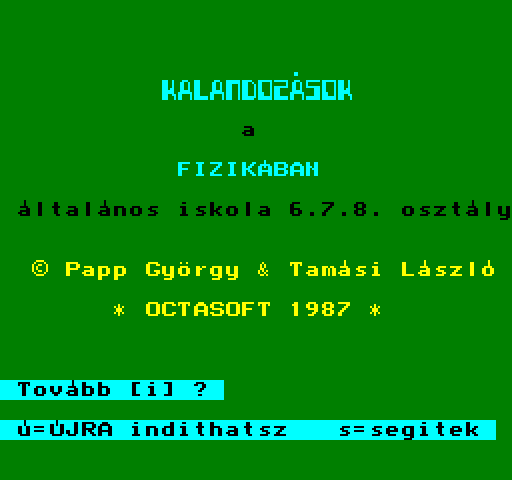 KALANDOZÁSOK
a
FIZIKÁBAN
általános iskola 6.7.8. osztály
© Papp György & Tamási László
* OCTASOFT 1987 *
Tovább [i] ?
ú=ÚJRA indithatsz s=segitek